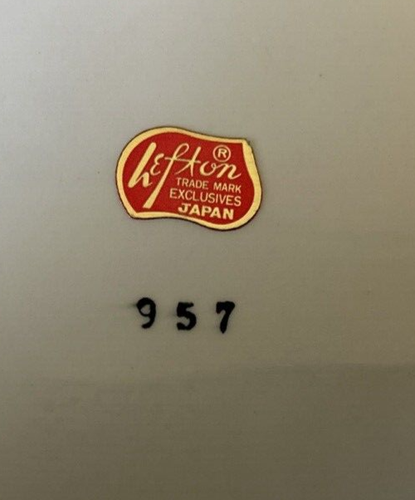 Lefton ®
TRADE MARK
EXCLUSIVES
JAPAN
957